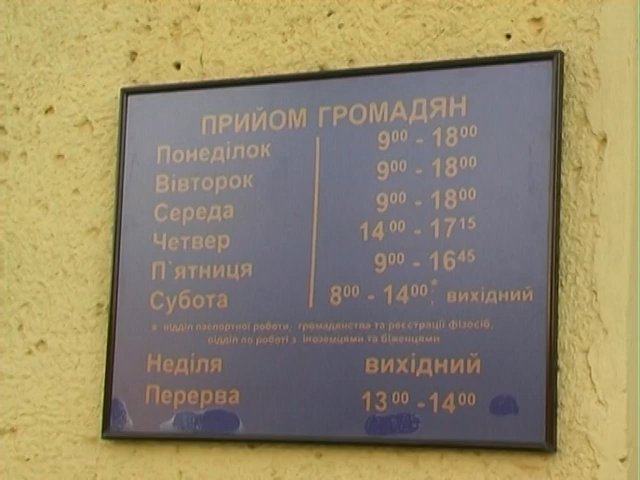 ПРИЙОМ ГРОМАДЯН
Понеділок 9⁰⁰ - 18⁰⁰
Вівторок 9⁰⁰ - 18⁰⁰
Середа 9⁰⁰ - 18⁰⁰
Четвер 14⁰⁰ - 17¹⁵
П`ятниця 9⁰⁰ - 16⁴⁵
Субота 8⁰⁰ - 14⁰⁰*; вихідний
* відділ паспортної роботи, громадянства та реєстрації фізосіб,
відділ по роботі з іноземцями та біженцями
Неділя вихідний
Перерва 13⁰⁰ - 14⁰⁰